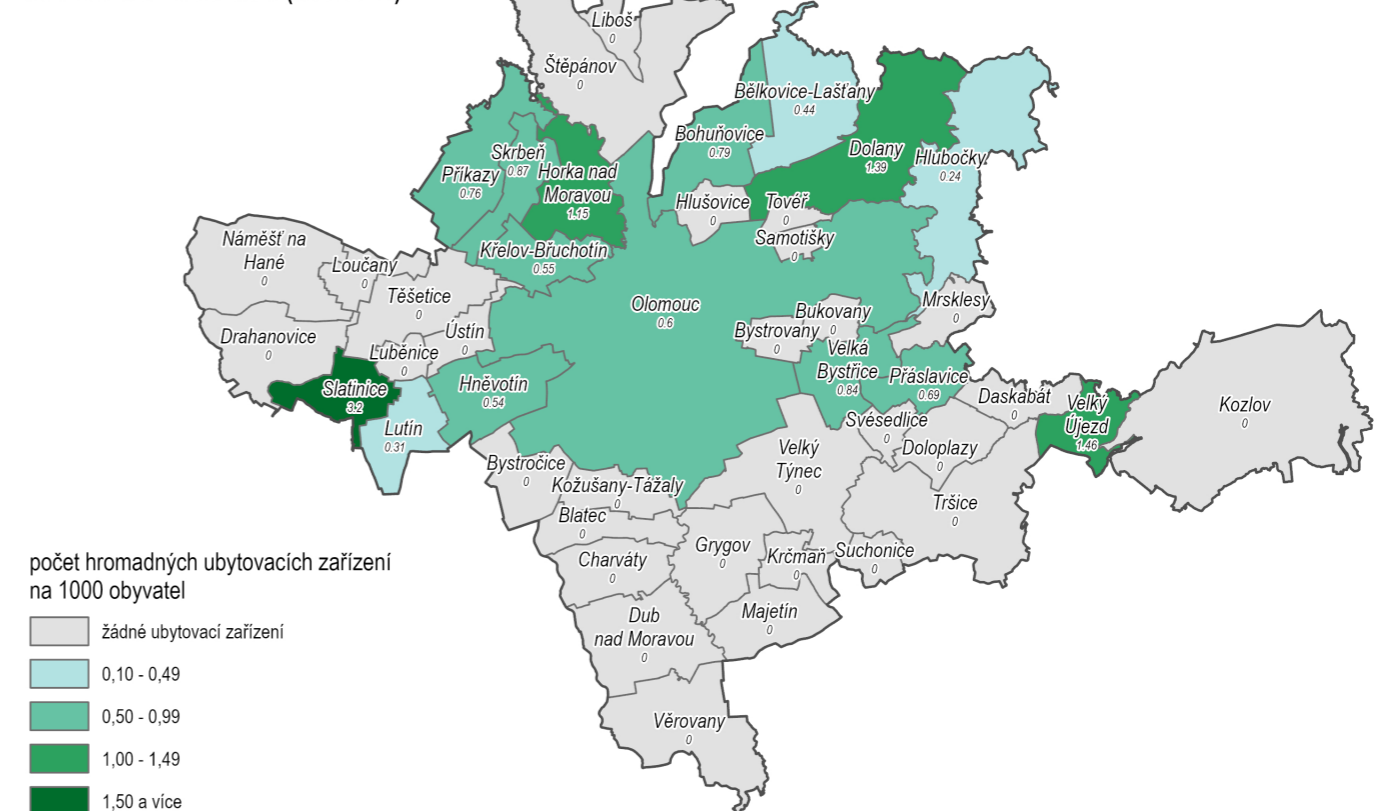 Liboš
0
Štěpánov
0
Bělkovice-Lašťany
0.44
Bohuňovice
0.79
Dolany
1.39
Hlubočky
0.24
Skrbeň
0.87
Příkazy
0.76
Horka nad
Moravou
1.15
Hlušovice
0
Tovéř
0
Samotišky
0
Křelov-Břuchotín
0.55
Náměšť na
Hané
0
Loučany
0
Těšetice
0
Olomouc
0.6
Bukovany
0
Bystrovany
0
Mrsklesy
0
Drahanovice
0
Ústín
0
Luběnice
0
Velká
Bystřice
0.84
Přáslavice
0.69
Slatinice
3.2
Hněvotín
0.54
Daskabát
0
Velký
Újezd
1.46
Kozlov
0
Lutín
0.31
Svésedlice
0
Doloplazy
0
Velký
Týnec
0
Bystročice
0
Kožušany-Tážaly
0
Tršice
0
Blatec
0
Charváty
0
Grygov
0
Krčmaň
0
Suchonice
0
Majetín
0
Dub
nad Moravou
0
Věrovany
0
počet hromadných ubytovacích zařízení
na 1000 obyvatel
žádné ubytovací zařízení
0,10 - 0,49
0,50 - 0,99
1,00 - 1,49
1,50 a více